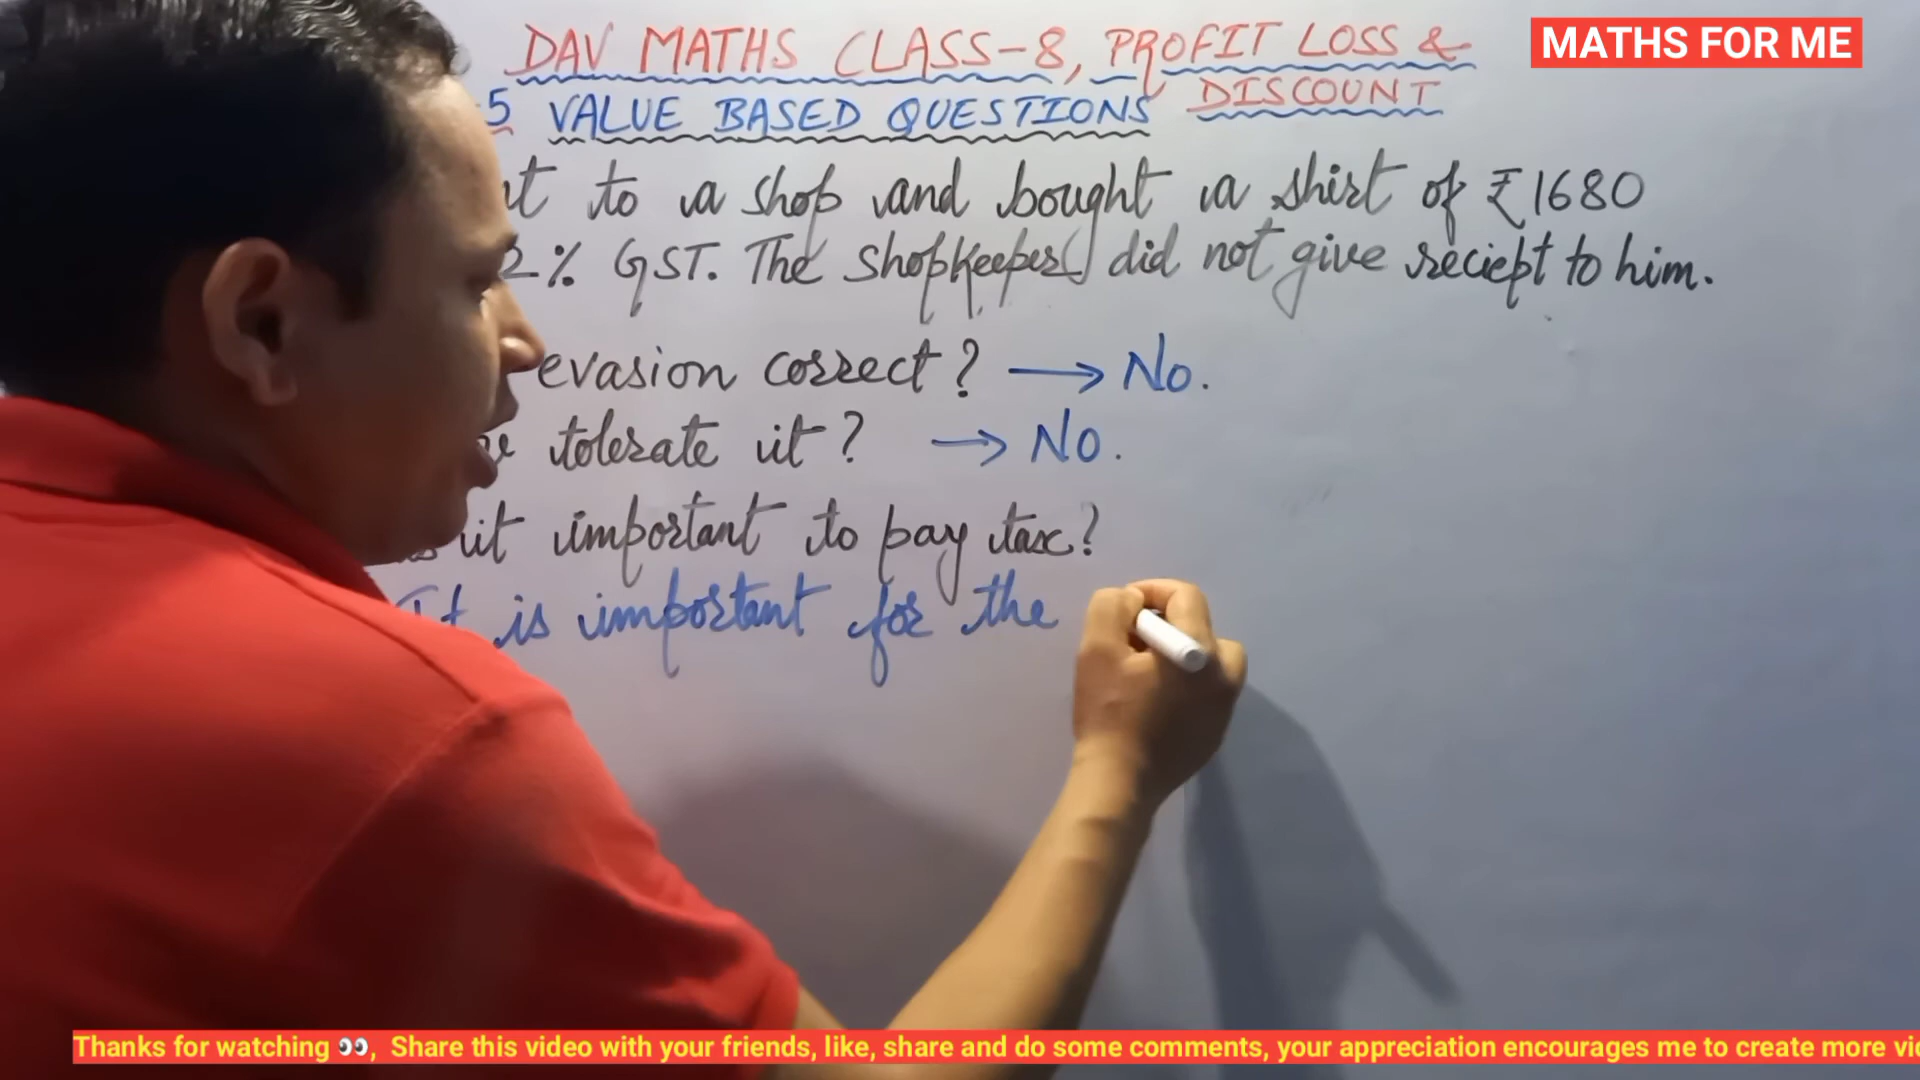 DAV MATHS CLASS-8, PROFIT LOSS &
MATHS FOR ME
5 VALUE BASED QUESTIONS DISCOUNT
to a shop and bought a shirt of ₹1680
2% GST. The shopkeeper did not give reciept to him.
evasion correct? → No.
tolerate it? → No.
it important to pay tax?
It is important for the
Thanks for watching 👀, Share this video with your friends, like, share and do some comments, your appreciation encourages me to create more